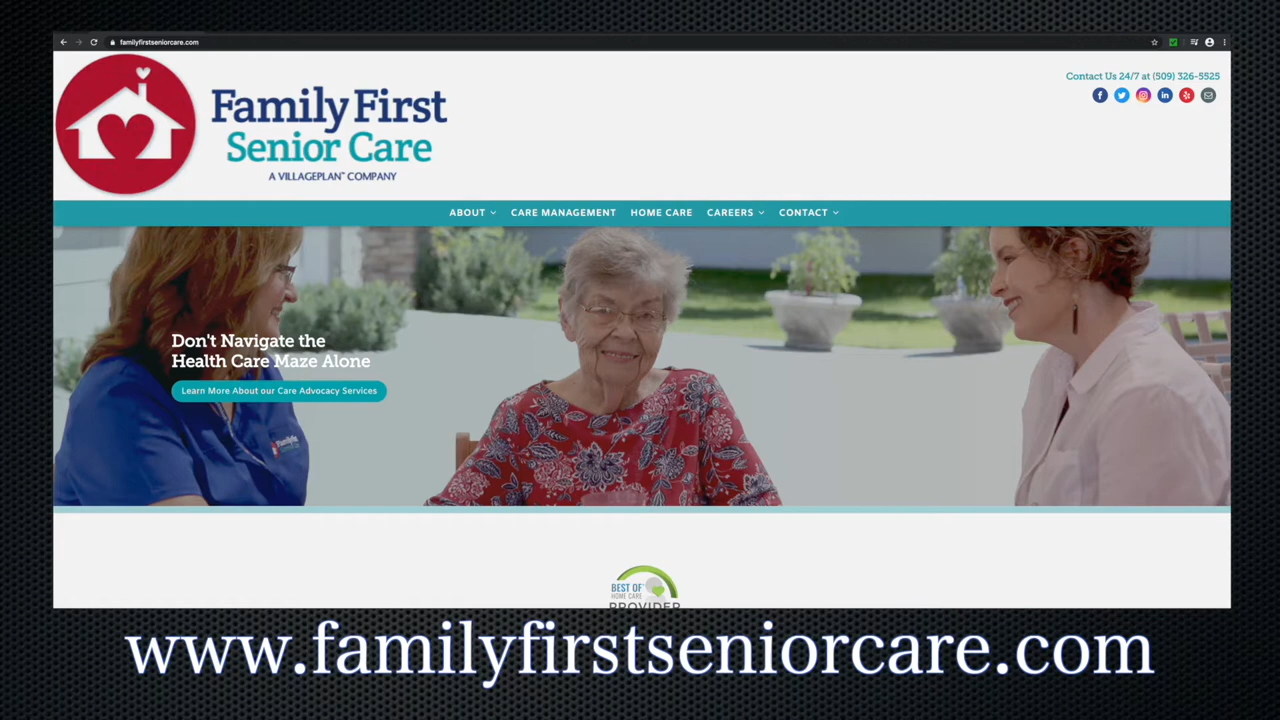 familyfirstseniorcare.com
Contact Us 24/7 at (509) 326-5525
Family First
Senior Care
A VILLAGEPLAN™ COMPANY
ABOUT CARE MANAGEMENT HOME CARE CAREERS CONTACT
Don't Navigate the
Health Care Maze Alone
Learn More About our Care Advocacy Services
BEST OF
HOME CARE
PROVIDER
www.familyfirstseniorcare.com